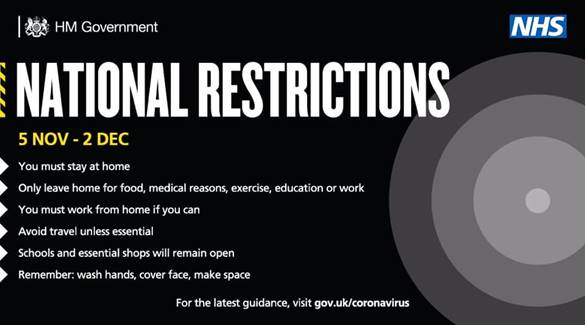 HM Government
NHS
NATIONAL RESTRICTIONS
5 NOV - 2 DEC
You must stay at home
Only leave home for food, medical reasons, exercise, education or work
You must work from home if you can
Avoid travel unless essential
Schools and essential shops will remain open
Remember: wash hands, cover face, make space
For the latest guidance, visit gov.uk/coronavirus